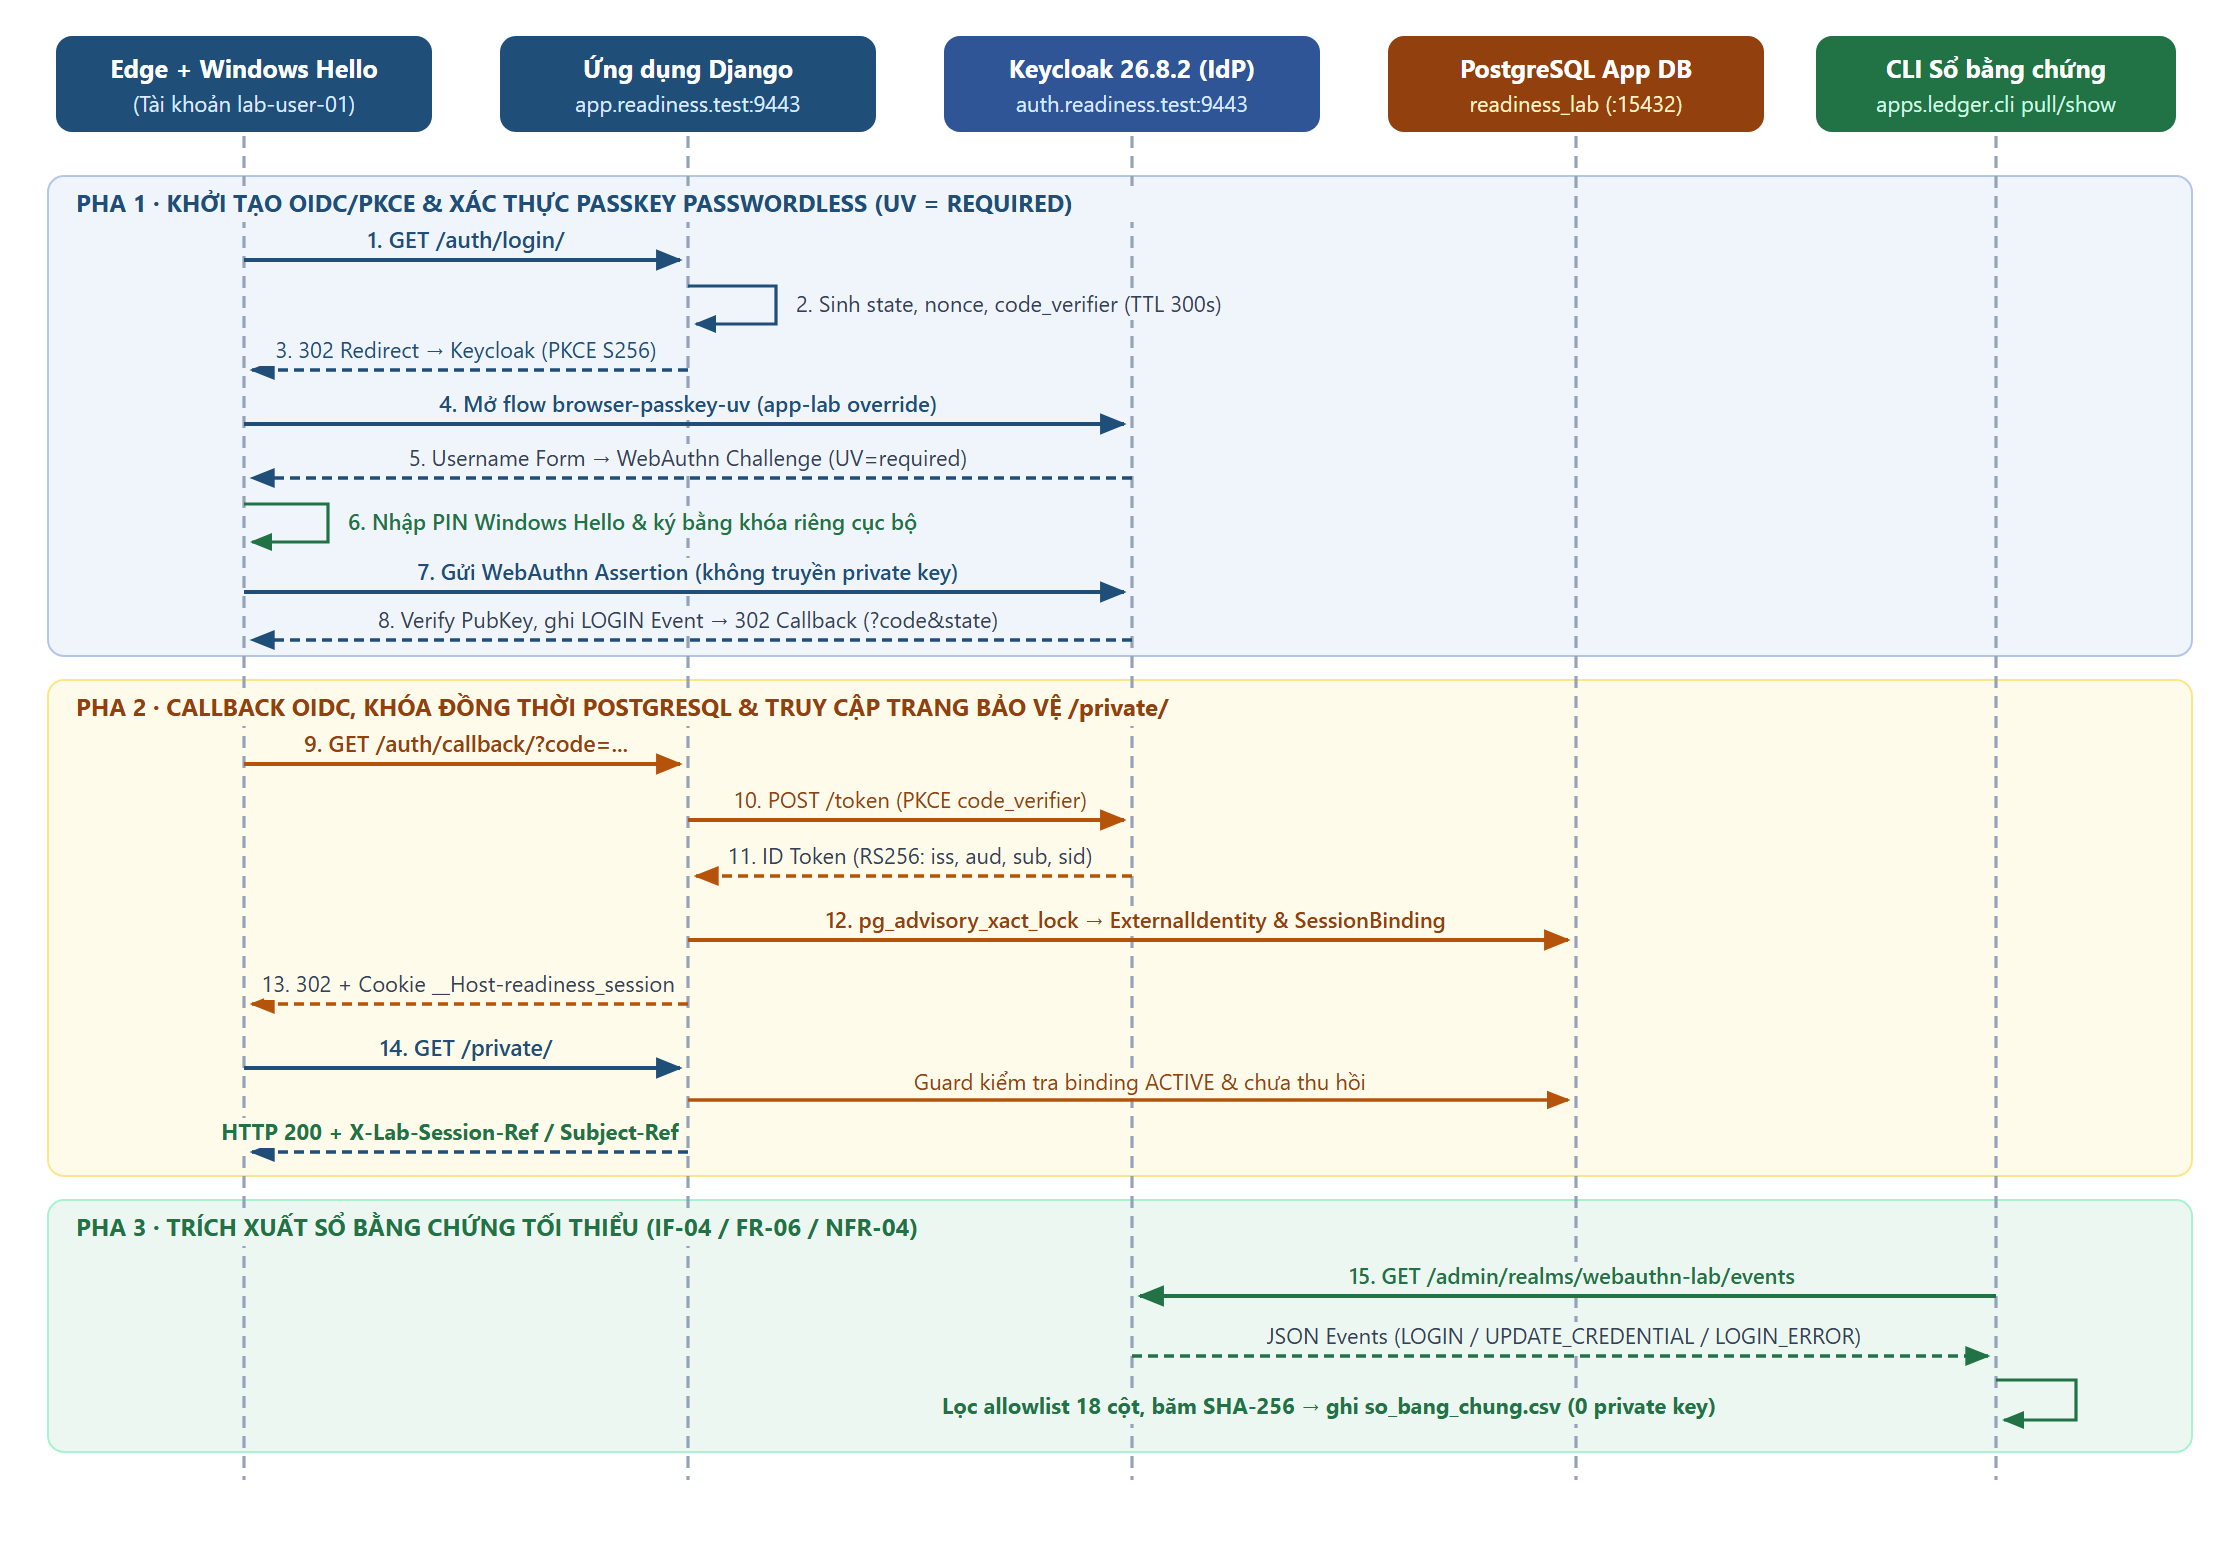 Edge + Windows Hello
(Tài khoản lab-user-01)
Ứng dụng Django
app.readiness.test:9443
Keycloak 26.8.2 (IdP)
auth.readiness.test:9443
PostgreSQL App DB
readiness_lab (:15432)
CLI Sổ bằng chứng
apps.ledger.cli pull/show
PHA 1 · KHỞI TẠO OIDC/PKCE & XÁC THỰC PASSKEY PASSWORDLESS (UV = REQUIRED)
1. GET /auth/login/
2. Sinh state, nonce, code_verifier (TTL 300s)
3. 302 Redirect → Keycloak (PKCE S256)
4. Mở flow browser-passkey-uv (app-lab override)
5. Username Form → WebAuthn Challenge (UV=required)
6. Nhập PIN Windows Hello & ký bằng khóa riêng cục bộ
7. Gửi WebAuthn Assertion (không truyền private key)
8. Verify PubKey, ghi LOGIN Event → 302 Callback (?code&state)
PHA 2 · CALLBACK OIDC, KHÓA ĐỒNG THỜI POSTGRESQL & TRUY CẬP TRANG BẢO VỆ /private/
9. GET /auth/callback/?code=...
10. POST /token (PKCE code_verifier)
11. ID Token (RS256: iss, aud, sub, sid)
12. pg_advisory_xact_lock → ExternalIdentity & SessionBinding
13. 302 + Cookie __Host-readiness_session
14. GET /private/
Guard kiểm tra binding ACTIVE & chưa thu hồi
HTTP 200 + X-Lab-Session-Ref / Subject-Ref
PHA 3 · TRÍCH XUẤT SỔ BẰNG CHỨNG TỐI THIỂU (IF-04 / FR-06 / NFR-04)
15. GET /admin/realms/webauthn-lab/events
JSON Events (LOGIN / UPDATE_CREDENTIAL / LOGIN_ERROR)
Lọc allowlist 18 cột, băm SHA-256 → ghi so_bang_chung.csv (0 private key)